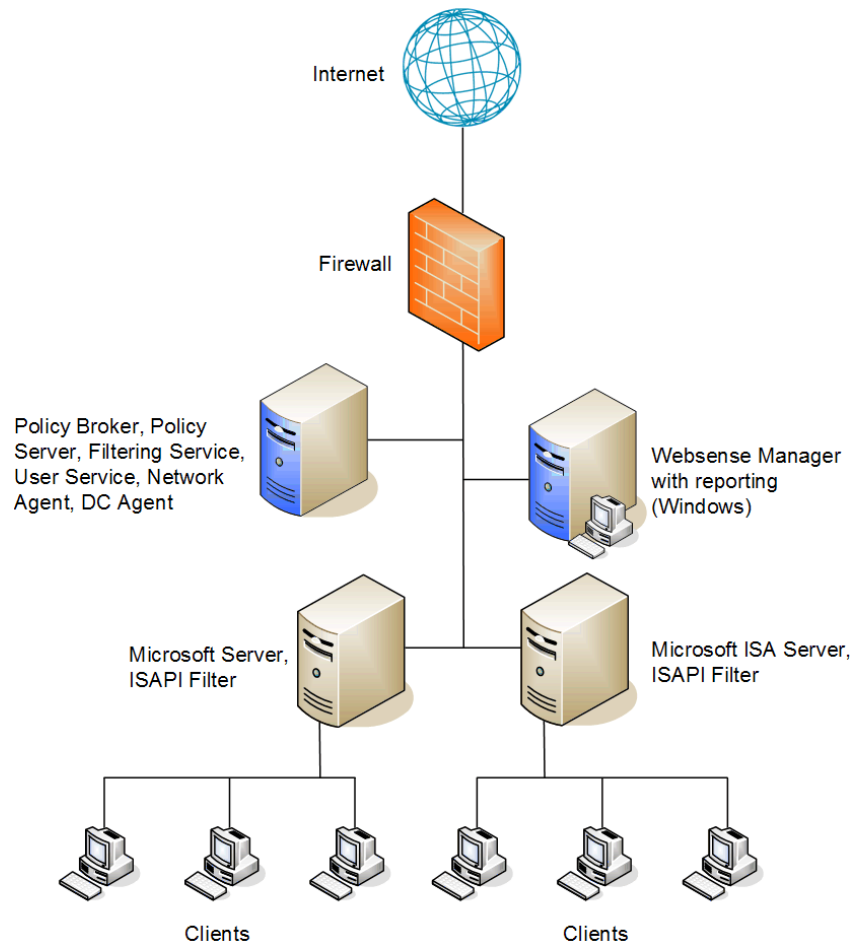 Internet
Firewall
Policy Broker, Policy
Server, Filtering Service,
User Service, Network
Agent, DC Agent
Websense Manager
with reporting
(Windows)
Microsoft Server,
ISAPI Filter
Microsoft ISA Server,
ISAPI Filter
Clients
Clients